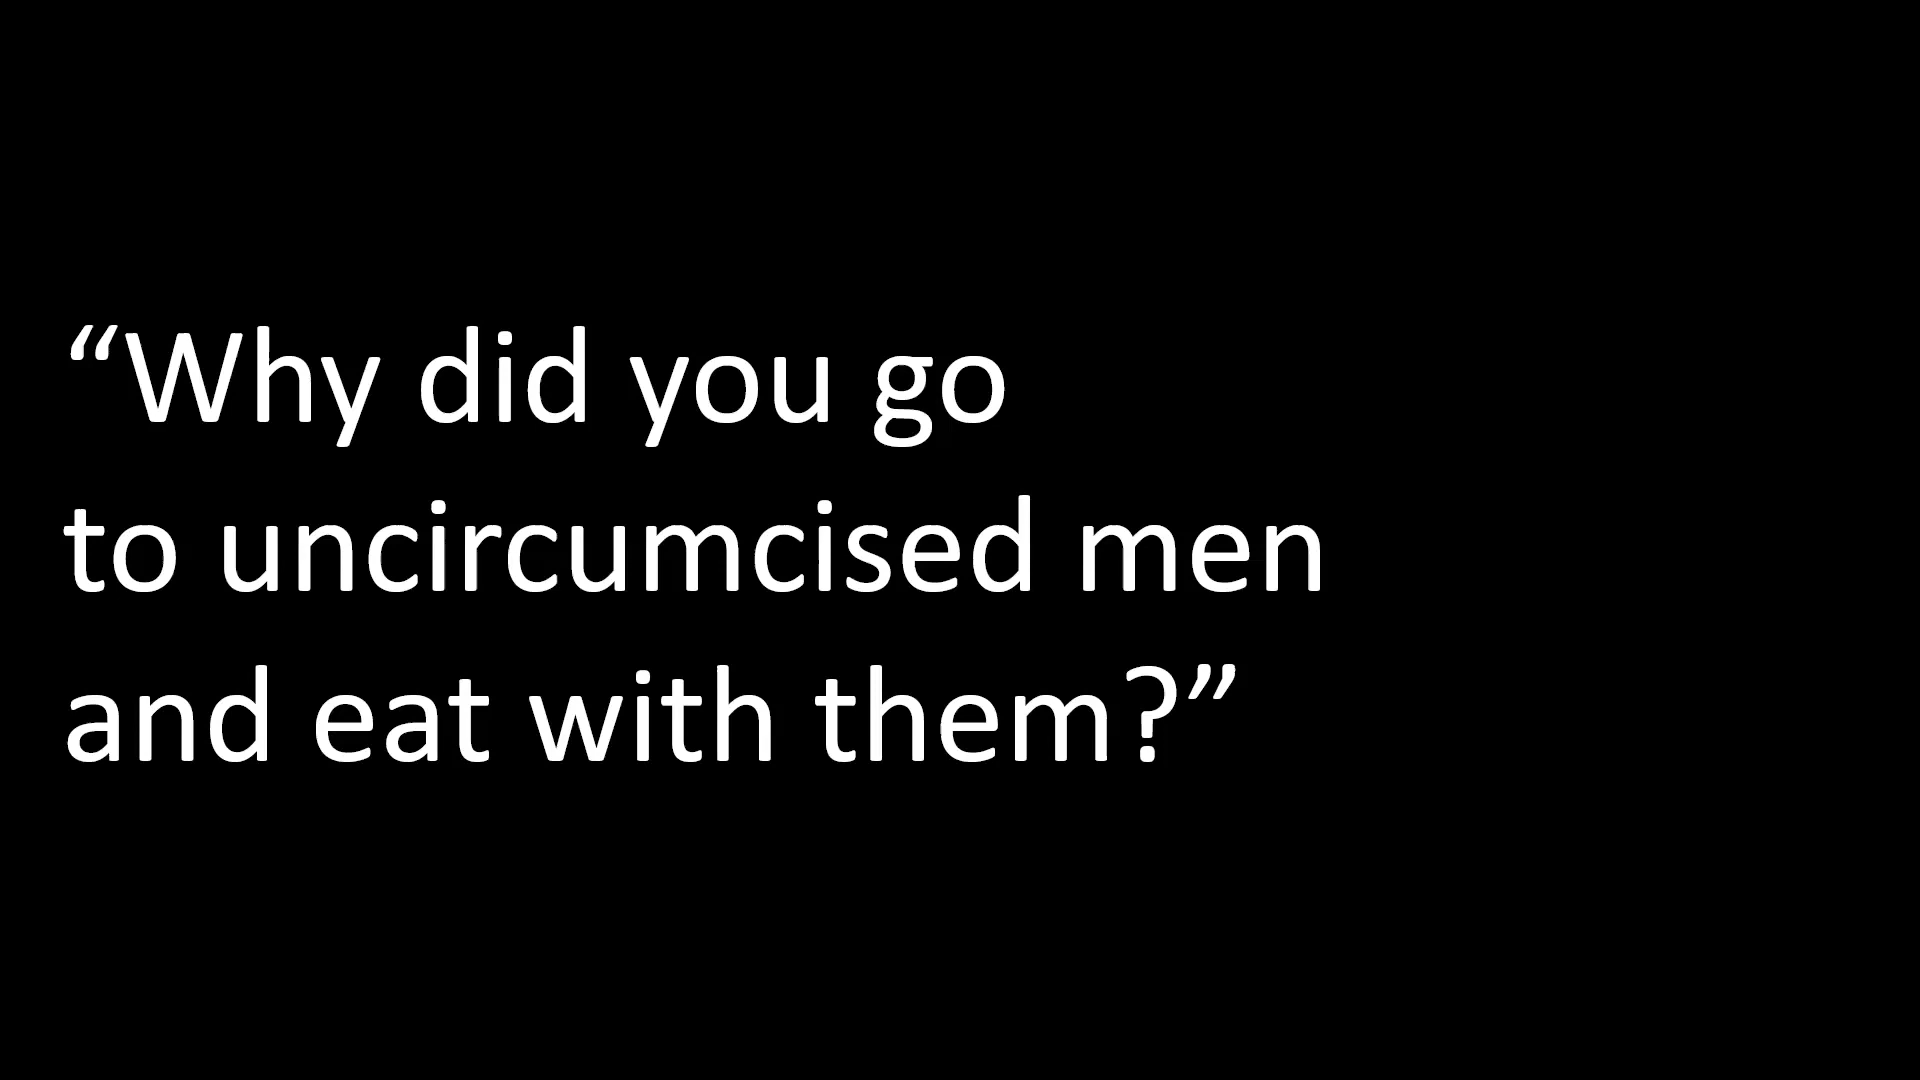 “Why did you go
to uncircumcised men
and eat with them?”